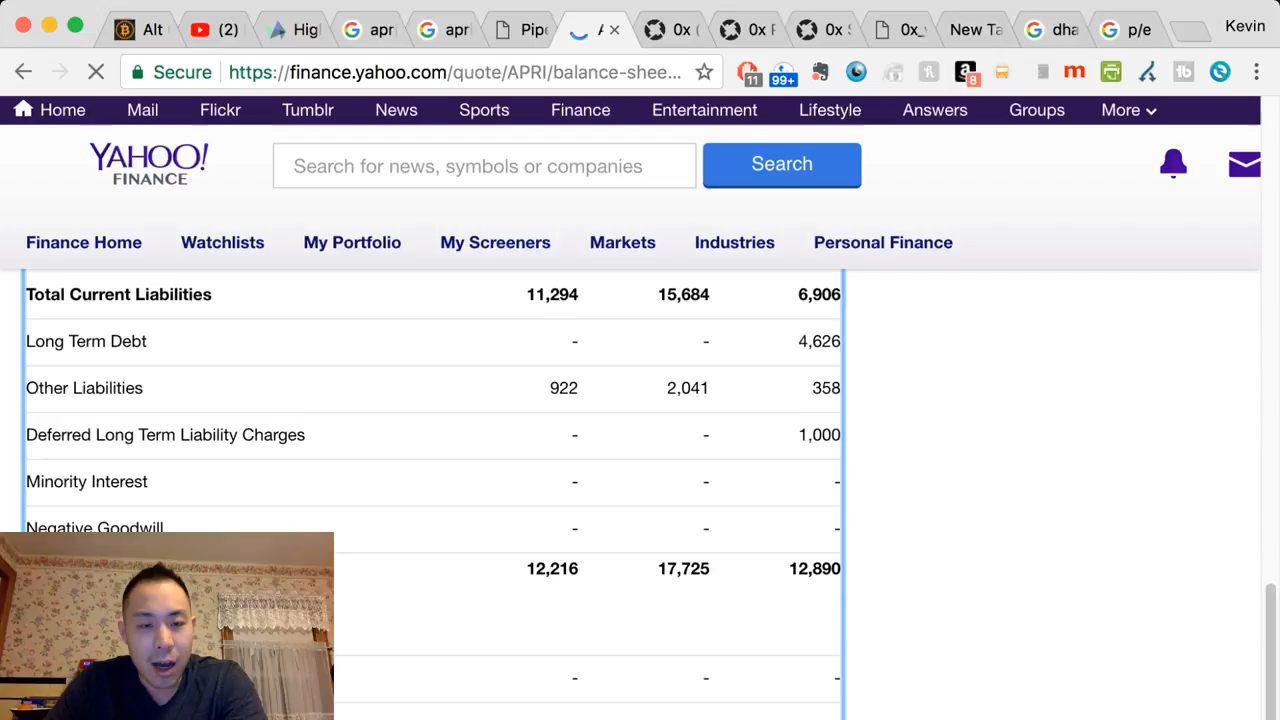 Alt
(2)
Higl
apri
apri
Pipe
A
0x (
0x F
0x S
0x_
New Ta
dha
p/e
Kevin
Secure
https://finance.yahoo.com/quote/APRI/balance-shee...
11
99+
8
Home Mail Flickr Tumblr News Sports Finance Entertainment Lifestyle Answers Groups More
YAHOO!
FINANCE
Search for news, symbols or companies
Search
Finance Home Watchlists My Portfolio My Screeners Markets Industries Personal Finance
Total Current Liabilities 11,294 15,684 6,906
Long Term Debt - - 4,626
Other Liabilities 922 2,041 358
Deferred Long Term Liability Charges - - 1,000
Minority Interest - - -
Negative Goodwill - - -
12,216 17,725 12,890
- - -